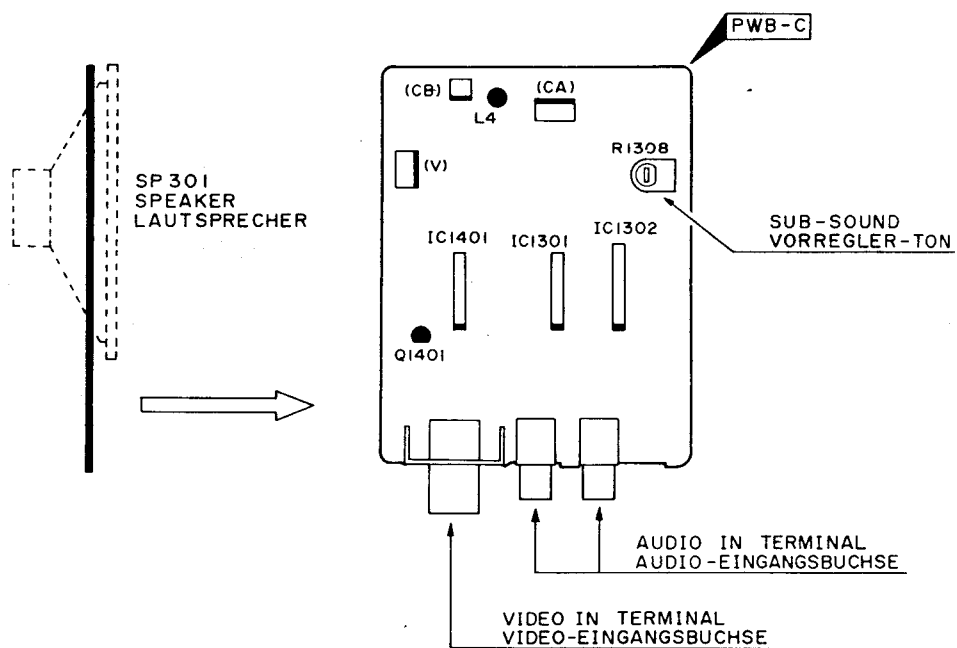 PWB-C
(CB)
(CA)
L4
R1308
(V)
SP301
SPEAKER
LAUTSPRECHER
SUB-SOUND
VORREGLER-TON
IC1401
IC1301
IC1302
Q1401
AUDIO IN TERMINAL
AUDIO-EINGANGSBUCHSE
VIDEO IN TERMINAL
VIDEO-EINGANGSBUCHSE